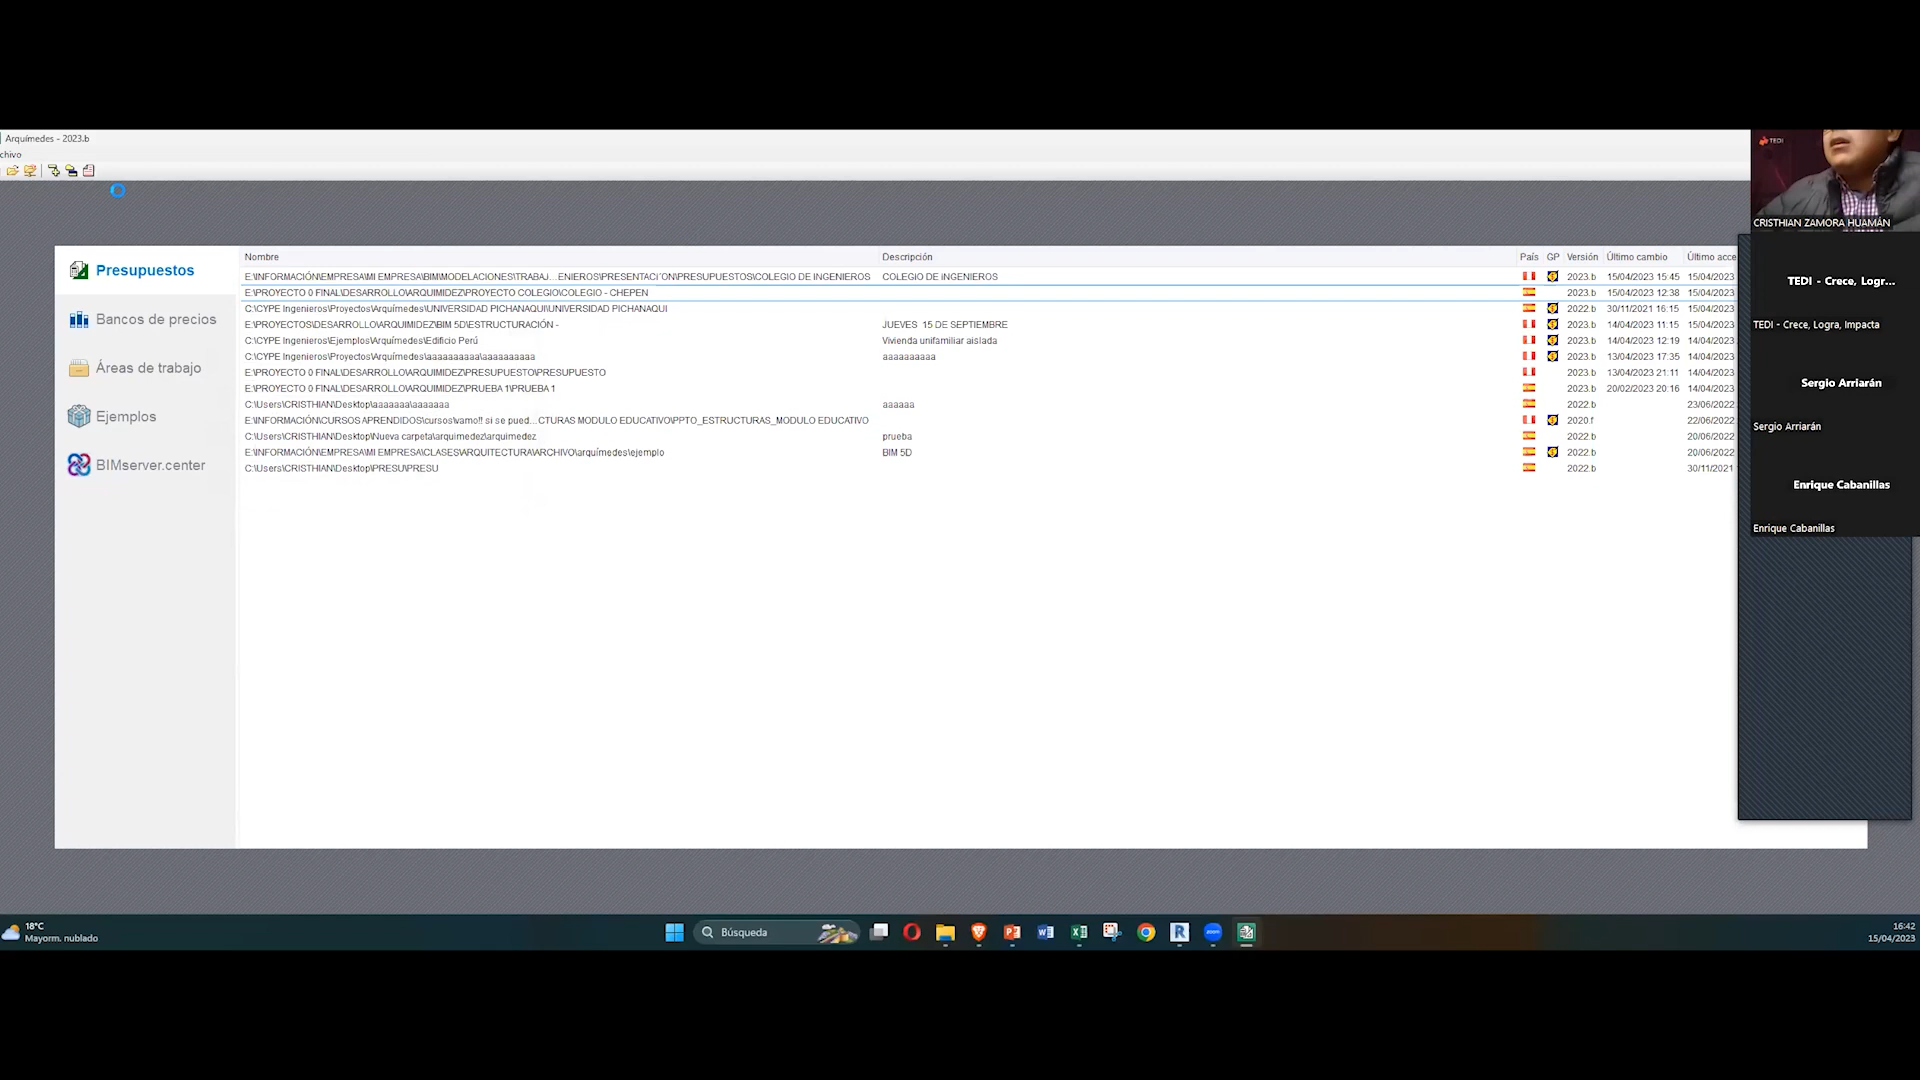 Arquímedes - 2023.b
chivo
TEDI
CRISTHIAN ZAMORA HUAMÁN
Presupuestos
Bancos de precios
Áreas de trabajo
Ejemplos
BIMserver.center
Nombre Descripción País GP Versión Último cambio Último acce
E:\INFORMACIÓN\EMPRESA\MI EMPRESA\BIM\MODELACIONES\TRABAJ...ENIEROS\PRESENTACI´ON\PRESUPUESTOS\COLEGIO DE INGENIEROS COLEGIO DE INGENIEROS 2023.b 15/04/2023 15:45 15/04/2023
E:\PROYECTO 0 FINAL\DESARROLLO\ARQUIMIDEZ\PROYECTO COLEGIO\COLEGIO - CHEPEN 2023.b 15/04/2023 12:38 15/04/2023
C:\CYPE Ingenieros\Proyectos\Arquímedes\UNIVERSIDAD PICHANAQUI\UNIVERSIDAD PICHANAQUI 2022.b 30/11/2021 16:15 15/04/2023
E:\PROYECTOS\DESARROLLO\ARQUIMIDEZ\BIM 5D\ESTRUCTURACIÓN - JUEVES 15 DE SEPTIEMBRE 2023.b 14/04/2023 11:15 15/04/2023
C:\CYPE Ingenieros\Ejemplos\Arquímedes\Edificio Perú Vivienda unifamiliar aislada 2023.b 14/04/2023 12:19 14/04/2023
C:\CYPE Ingenieros\Proyectos\Arquímedes\aaaaaaaaaa\aaaaaaaaaa aaaaaaaaaa 2023.b 13/04/2023 17:35 14/04/2023
E:\PROYECTO 0 FINAL\DESARROLLO\ARQUIMIDEZ\PRESUPUESTO\PRESUPUESTO 2023.b 13/04/2023 21:11 14/04/2023
E:\PROYECTO 0 FINAL\DESARROLLO\ARQUIMIDEZ\PRUEBA 1\PRUEBA 1 2023.b 20/02/2023 20:16 14/04/2023
C:\Users\CRISTHIAN\Desktop\aaaaaaa\aaaaaaa aaaaaa 2022.b 23/06/2022
E:\INFORMACIÓN\CURSOS APRENDIDOS\cursos\vamo!! si se pued... CTURAS MODULO EDUCATIVO\PPTO_ESTRUCTURAS_MODULO EDUCATIVO 2020.f 22/06/2022
C:\Users\CRISTHIAN\Desktop\Nueva carpeta\arquimedez\arquimedez prueba 2022.b 20/06/2022
E:\INFORMACIÓN\EMPRESA\MI EMPRESA\CLASES\ARQUITECTURA\ARCHIVO\arquímedes\ejemplo BIM 5D 2022.b 20/06/2022
C:\Users\CRISTHIAN\Desktop\PRESU\PRESU 2022.b 30/11/2021
TEDI - Crece, Logr...
TEDI - Crece, Logra, Impacta
Sergio Arriarán
Sergio Arriarán
Enrique Cabanillas
Enrique Cabanillas
18°C
Mayorm. nublado
Búsqueda
16:42
15/04/2023